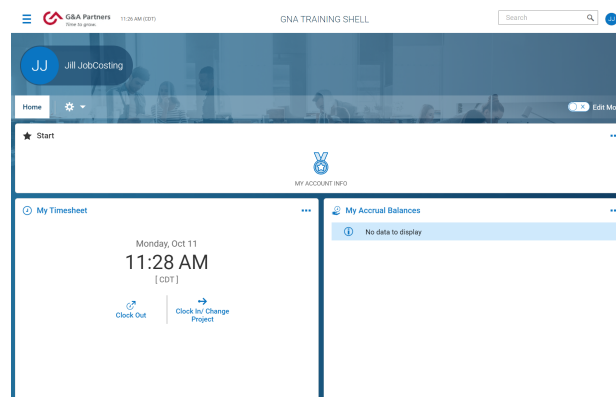 G&A Partners
Time to grow.
11:26 AM (CDT)
GNA TRAINING SHELL
Search
JJ
JJ
Jill JobCosting
Home
Edit Mo
Start
MY ACCOUNT INFO
My Timesheet
Monday, Oct 11
11:28 AM
[ CDT ]
Clock Out
Clock In/ Change
Project
My Accrual Balances
No data to display